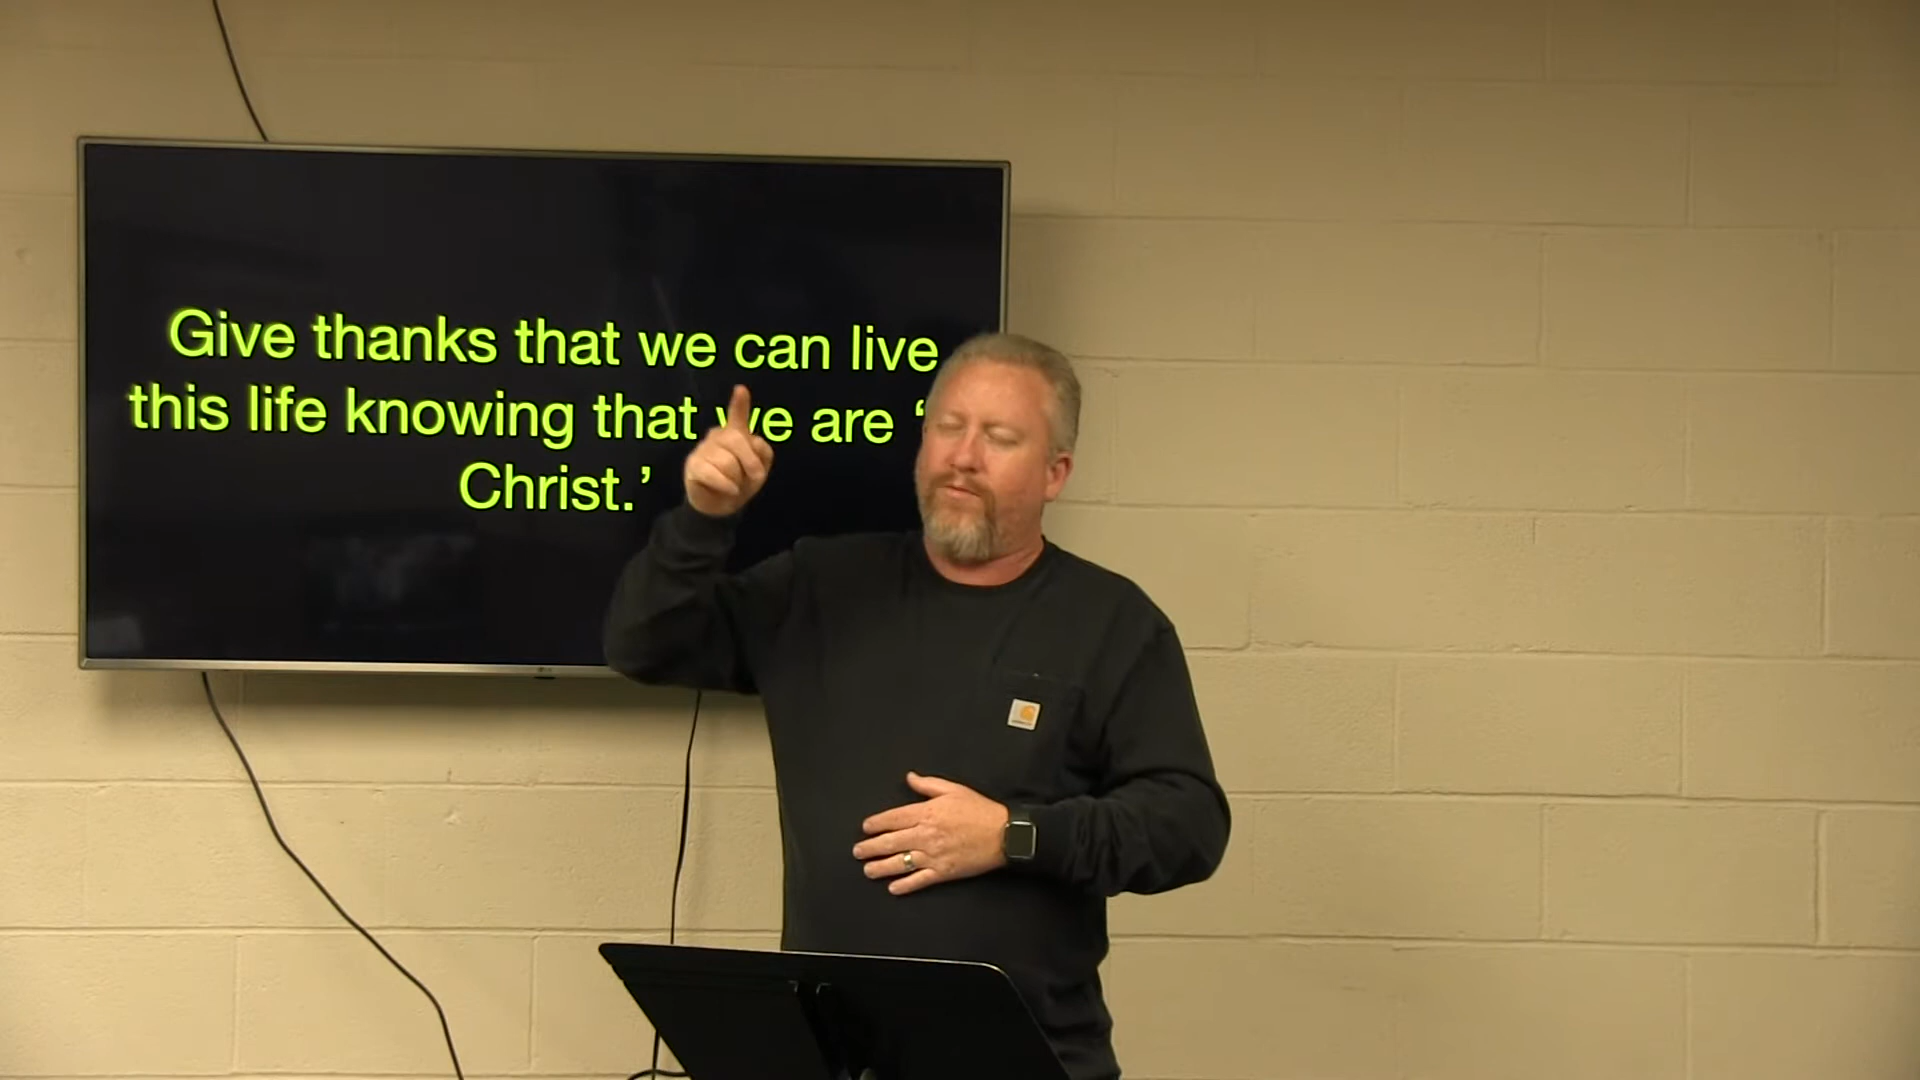 Give thanks that we can live
this life knowing that we are ‘
Christ.’